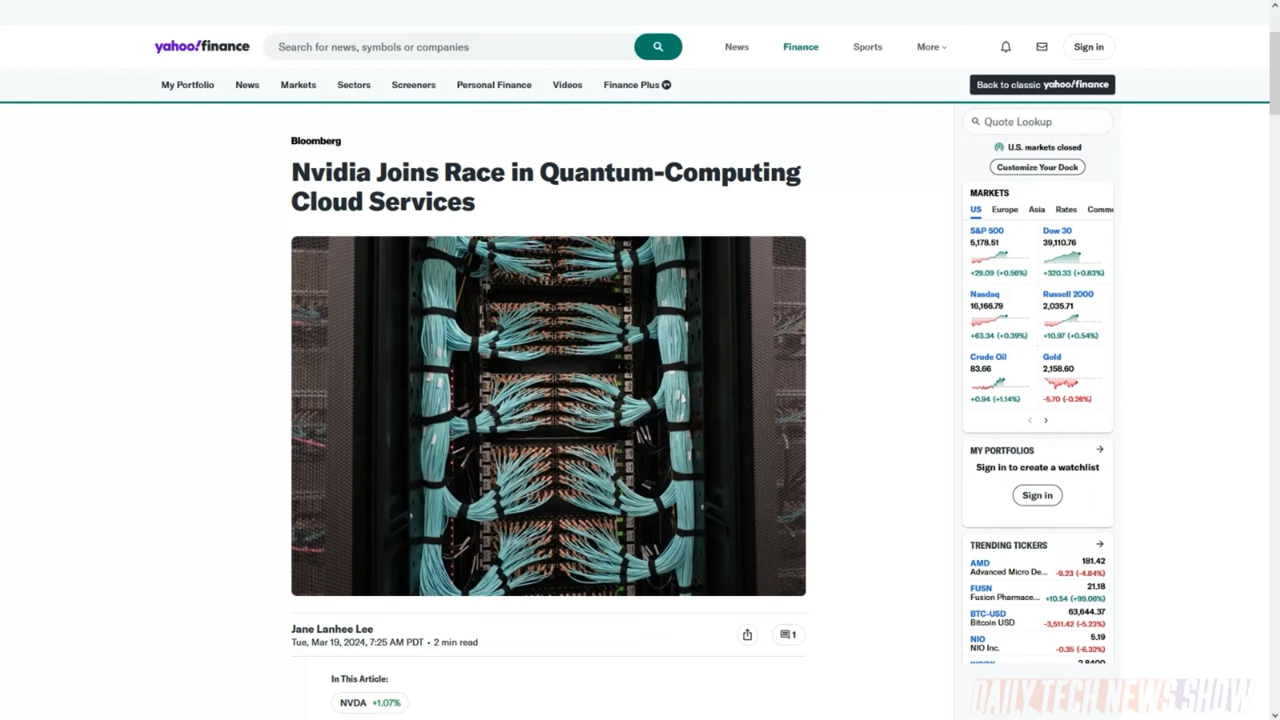 yahoo!finance
Search for news, symbols or companies
News
Finance
Sports
More
Sign in
My Portfolio
News
Markets
Sectors
Screeners
Personal Finance
Videos
Finance Plus
Back to classic yahoo!finance
Bloomberg
Nvidia Joins Race in Quantum-Computing
Cloud Services
Jane Lanhee Lee
Tue, Mar 19, 2024, 7:25 AM PDT • 2 min read
1
In This Article:
NVDA +1.07%
Quote Lookup
U.S. markets closed
Customize Your Dock
MARKETS
US Europe Asia Rates Comm
S&P 500
5,178.51
+29.09 (+0.56%)
Dow 30
39,110.76
+320.33 (+0.83%)
Nasdaq
16,166.79
+63.34 (+0.39%)
Russell 2000
2,035.71
+10.97 (+0.54%)
Crude Oil
83.66
+0.94 (+1.14%)
Gold
2,158.60
-5.70 (-0.26%)
MY PORTFOLIOS
Sign in to create a watchlist
Sign in
TRENDING TICKERS
AMD 181.42
Advanced Micro De... -9.23 (-4.84%)
FUSN 21.18
Fusion Pharmace... +10.54 (+99.06%)
BTC-USD 63,644.37
Bitcoin USD -3,511.42 (-5.23%)
NIO 5.19
NIO Inc. -0.35 (-6.32%)
DAILY TECH NEWS SHOW